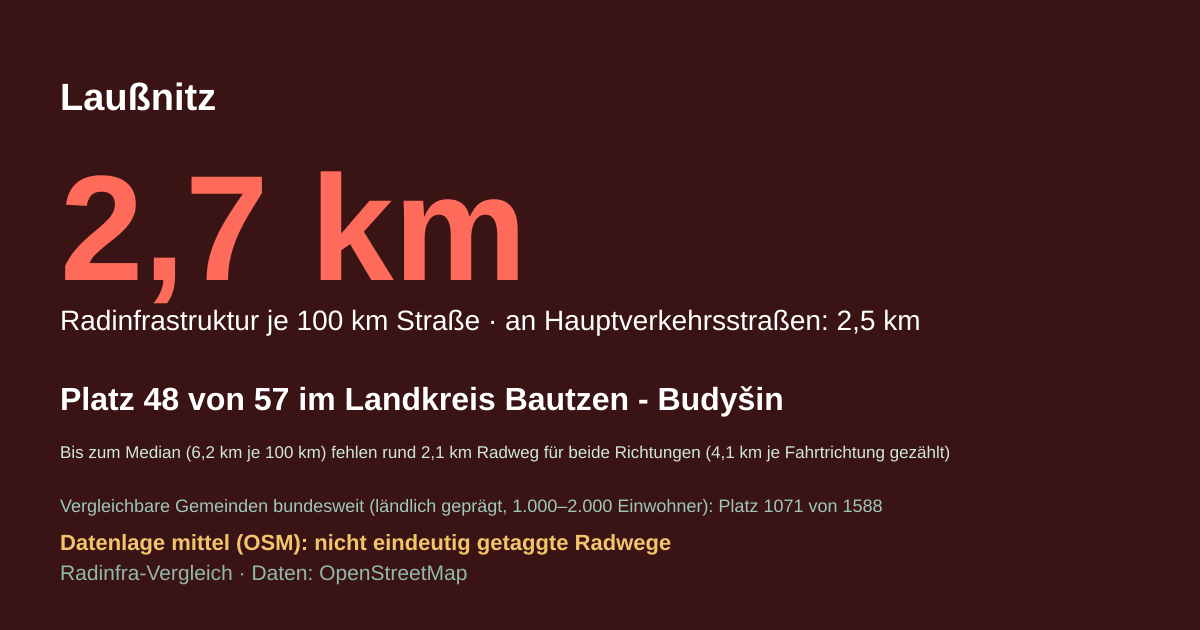 Laußnitz
2,7 km
Radinfrastruktur je 100 km Straße · an Hauptverkehrsstraßen: 2,5 km
Platz 48 von 57 im Landkreis Bautzen - Budyšin
Bis zum Median (6,2 km je 100 km) fehlen rund 2,1 km Radweg für beide Richtungen (4,1 km je Fahrtrichtung gezählt)
Vergleichbare Gemeinden bundesweit (ländlich geprägt, 1.000–2.000 Einwohner): Platz 1071 von 1588
Datenlage mittel (OSM): nicht eindeutig getaggte Radwege
Radinfra-Vergleich · Daten: OpenStreetMap